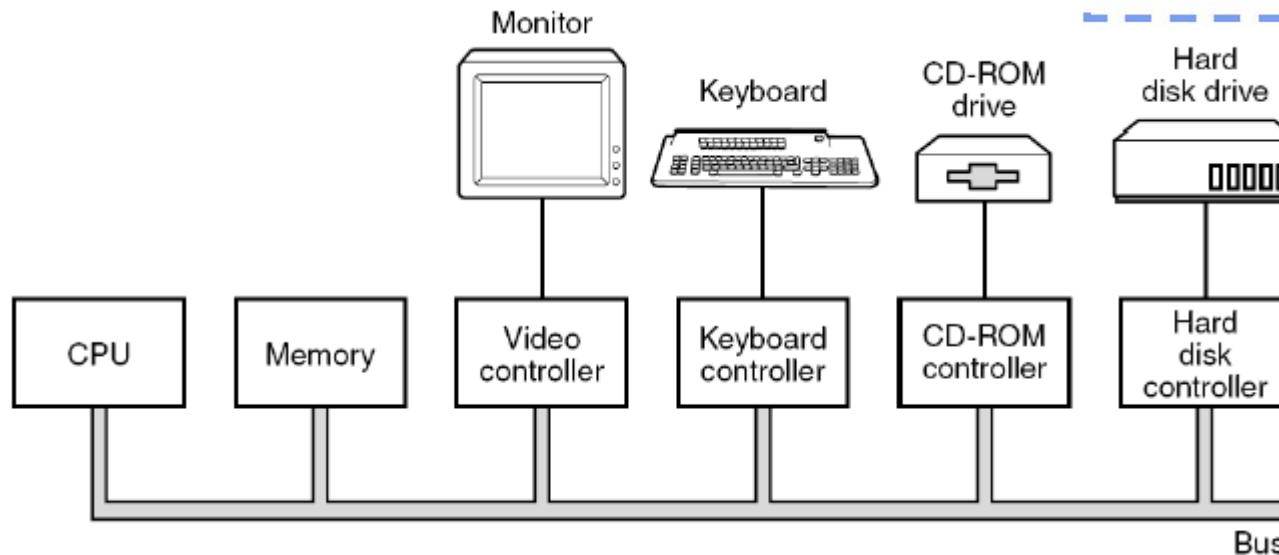 Monitor
Keyboard
CD-ROM
drive
Hard
disk drive
CPU
Memory
Video
controller
Keyboard
controller
CD-ROM
controller
Hard
disk
controller
Bus